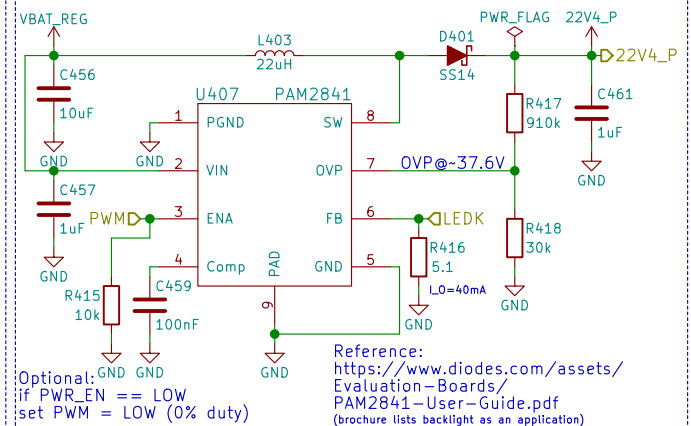 VBAT_REG
PWR_FLAG
22V4_P
L403
22uH
D401
SS14
22V4_P
C456
10uF
U407
PAM2841
R417
910k
C461
1uF
1
PGND
SW
8
GND
GND
2
VIN
OVP
7
OVP@~37.6V
GND
C457
1uF
PWM
3
ENA
FB
6
LEDK
R418
30k
GND
R416
5.1
4
Comp
PAD
GND
5
I_O=40mA
GND
R415
10k
C459
100nF
9
GND
GND
GND
GND
Reference:
https://www.diodes.com/assets/
Evaluation-Boards/
PAM2841-User-Guide.pdf
(brochure lists backlight as an application)
Optional:
if PWR_EN == LOW
set PWM = LOW (0% duty)